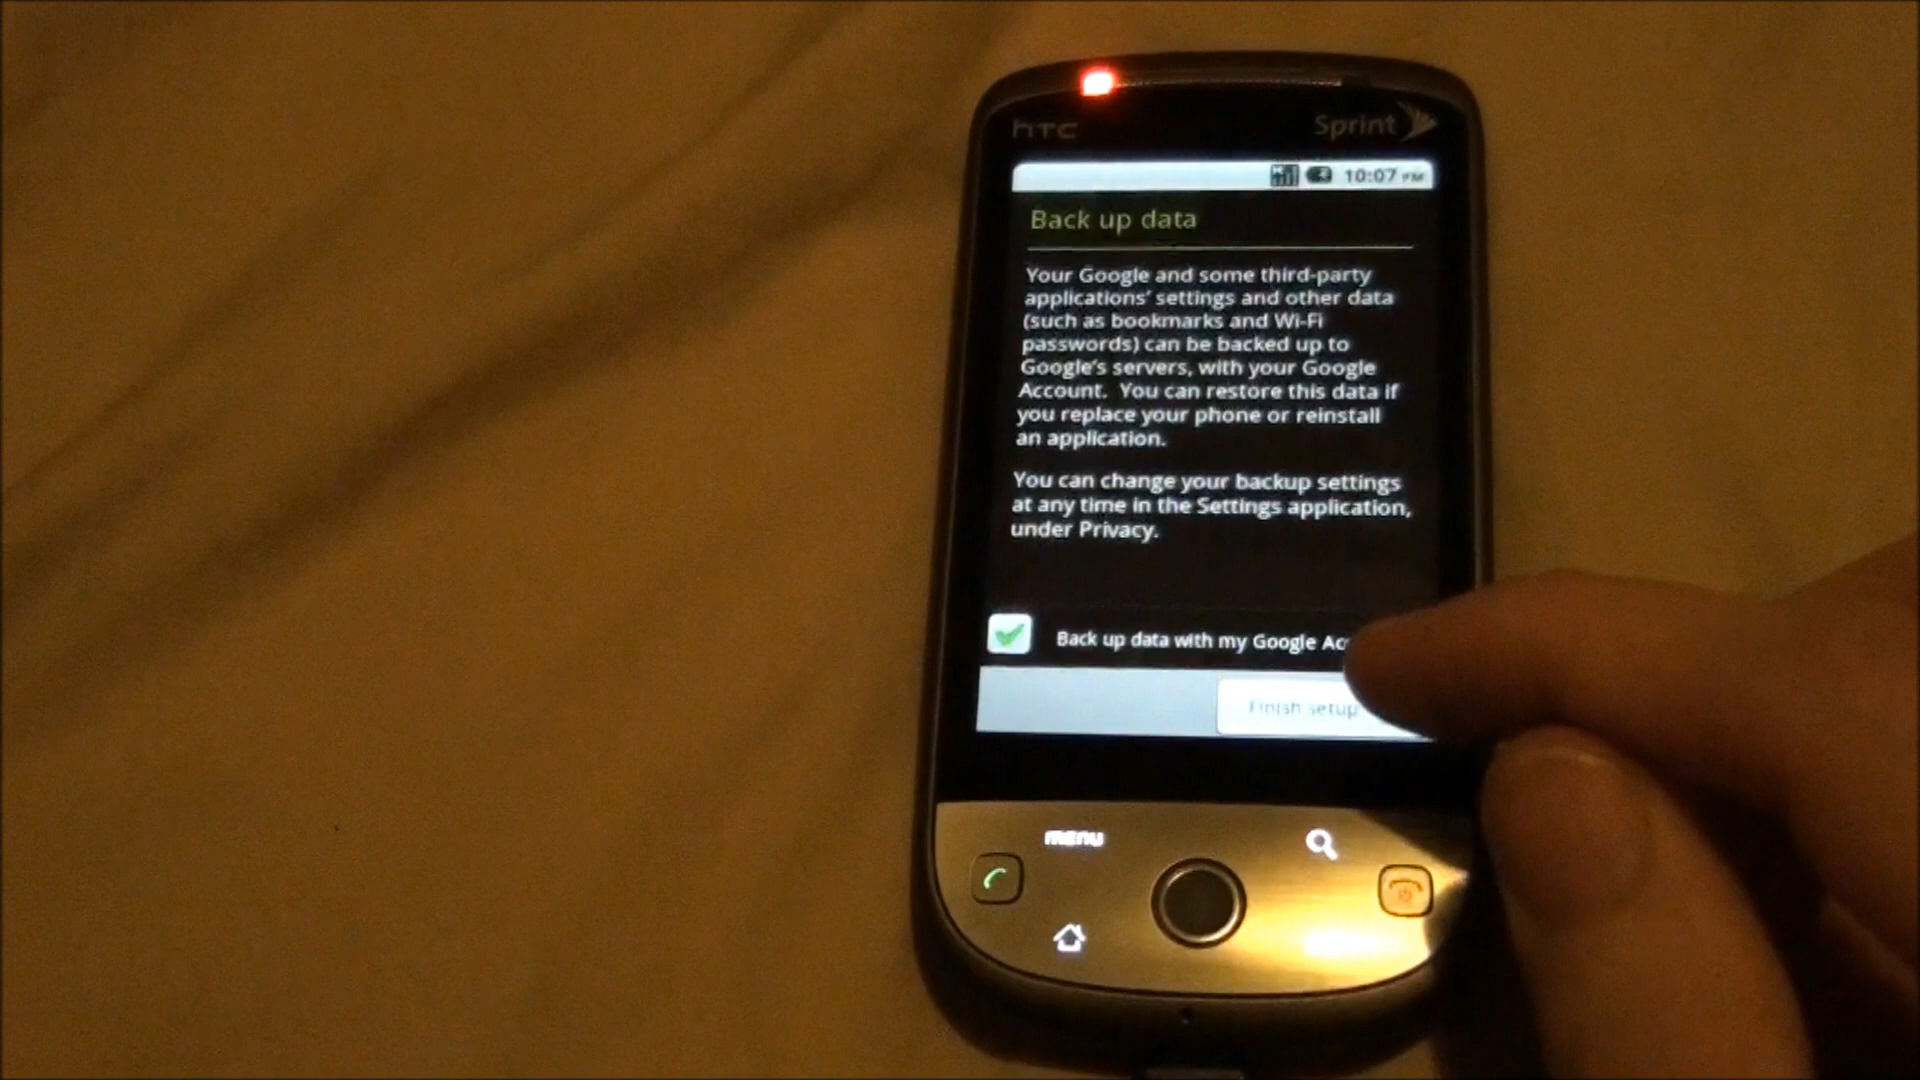 hTC
Sprint
10:07 PM
Back up data
Your Google and some third-party
applications' settings and other data
(such as bookmarks and Wi-Fi
passwords) can be backed up to
Google's servers, with your Google
Account.  You can restore this data if
you replace your phone or reinstall
an application.
You can change your backup settings
at any time in the Settings application,
under Privacy.
Back up data with my Google Ac
Finish setup
menu